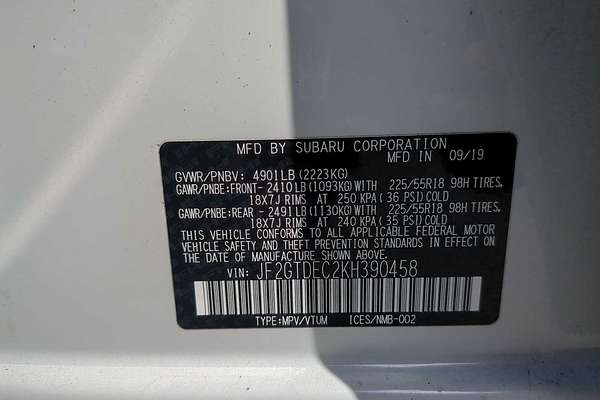 MFD BY SUBARU CORPORATION
MFD IN 09/19
GVWR/PNBV: 4901LB(2223KG)
GAWR/PNBE:FRONT-2410LB(1093KG)WITH 225/55R18 98H TIRES,
18X7J RIMS AT 250 KPA(36 PSI)COLD
GAWR/PNBE:REAR -2491LB(1130KG)WITH 225/55R18 98H TIRES,
18X7J RIMS AT 240 KPA(35 PSI)COLD
THIS VEHICLE CONFORMS TO ALL APPLICABLE FEDERAL MOTOR
VEHICLE SAFETY AND THEFT PREVENTION STANDARDS IN EFFECT ON
THE DATE OF MANUFACTURE SHOWN ABOVE.
VIN: JF2GTDEC2KH390458
TYPE:MPV/VTUM ICES/NMB-002